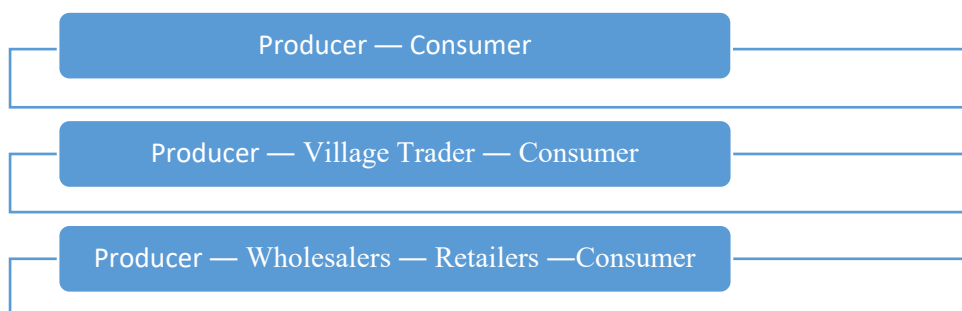 Producer — Consumer
Producer — Village Trader — Consumer
Producer — Wholesalers — Retailers —Consumer